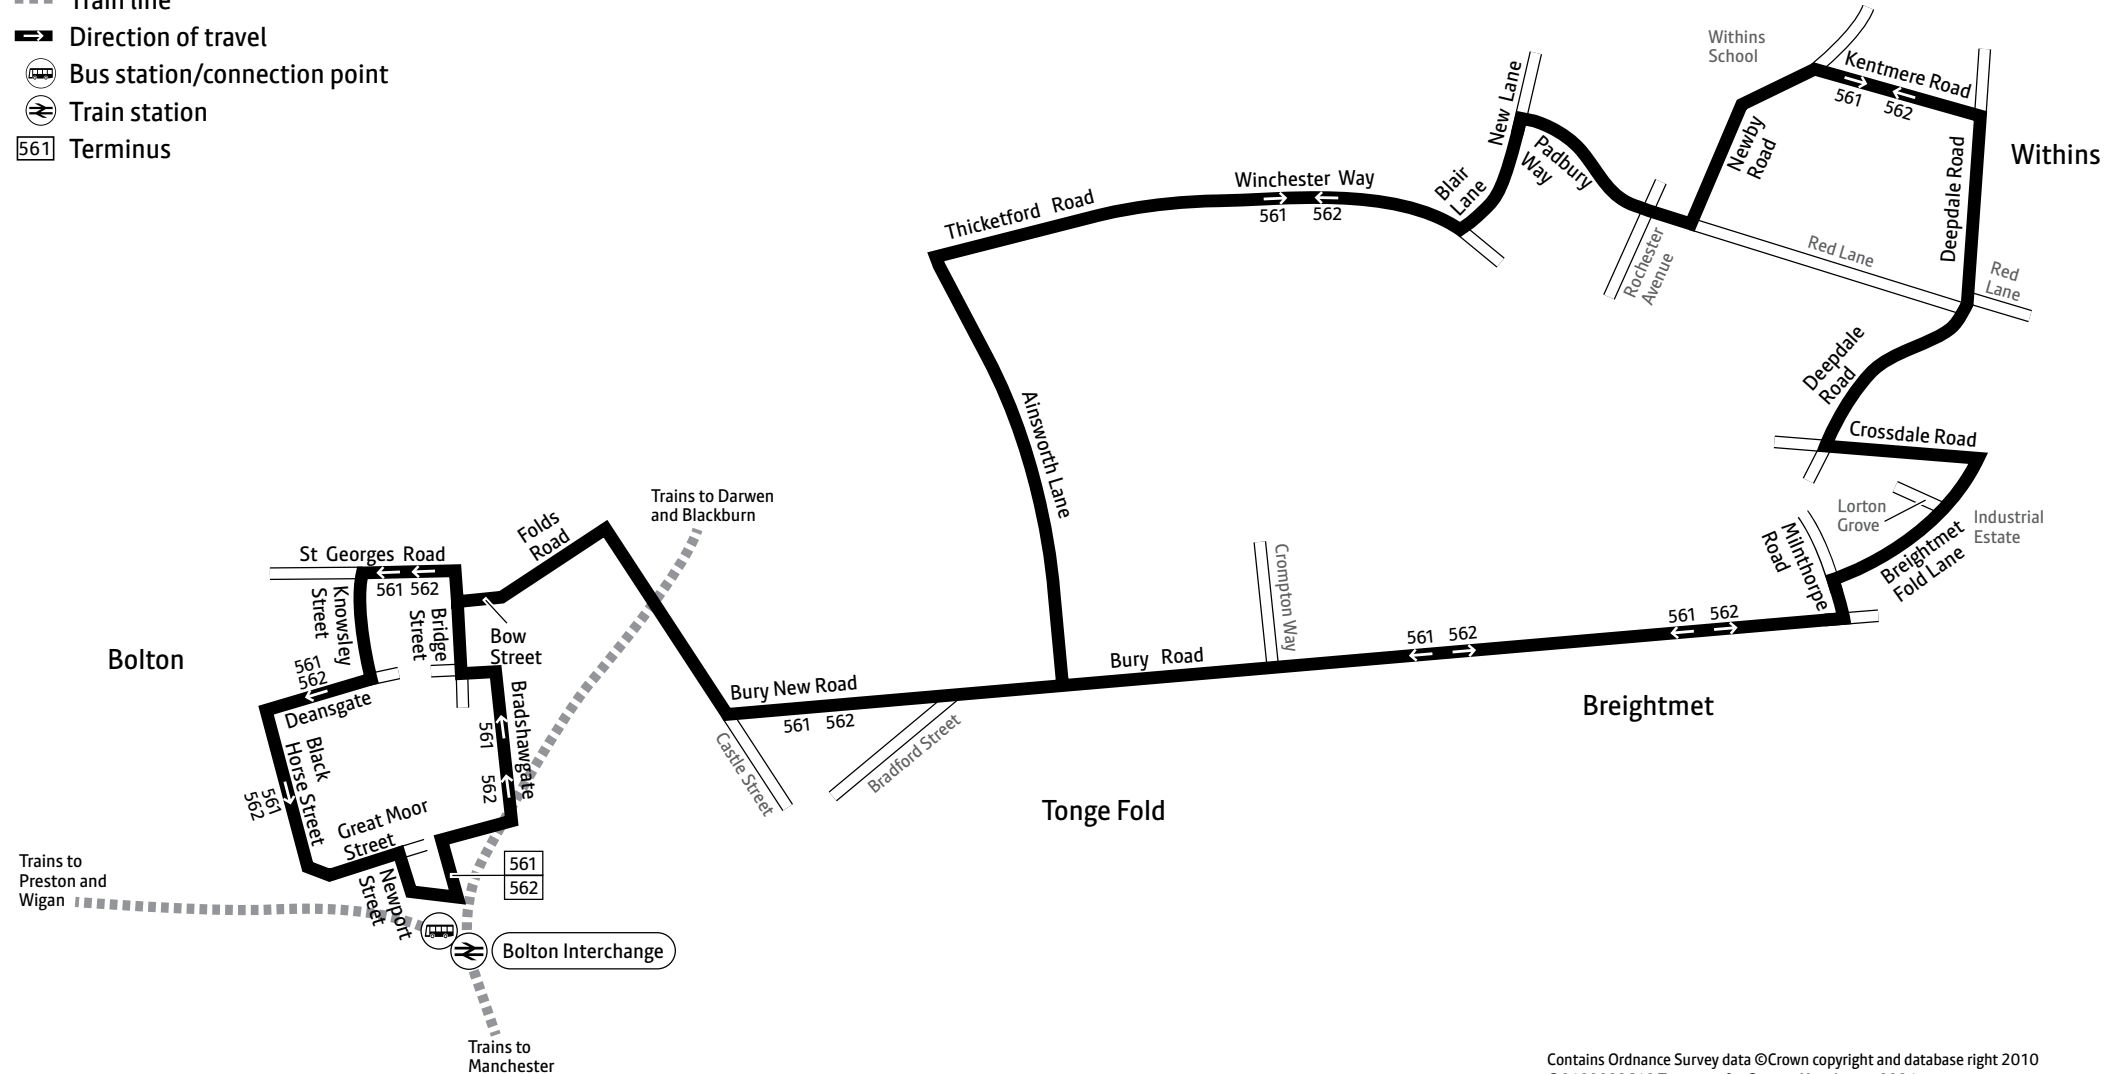 Train line
Direction of travel
Bus station/connection point
Train station
561 Terminus
Withins
School
Kentmere Road
561
562
New Lane
Padbury
Way
Newby
Road
Withins
Deepdale Road
Blair
Lane
Winchester Way
561
562
Thicketford Road
Rochester
Avenue
Red Lane
Red
Lane
Deepdale
Road
Crossdale Road
Ainsworth Lane
Lorton
Grove
Industrial
Estate
Milnthorpe
Road
Breightmet
Fold Lane
Trains to Darwen
and Blackburn
Folds
Road
St Georges Road
561 562
Knowsley
Street
Bridge
Street
Bow
Street
Crompton Way
561 562
561 562
Bury Road
Bury New Road
561 562
Bolton
561
562
Deansgate
Bradshawgate
561
562
Castle Street
Bradford Street
Breightmet
Tonge Fold
Black
Horse Street
561
562
Great Moor
Street
561
562
Trains to
Preston and
Wigan
Newport
Street
Bolton Interchange
Trains to
Manchester
Contains Ordnance Survey data ©Crown copyright and database right 2010